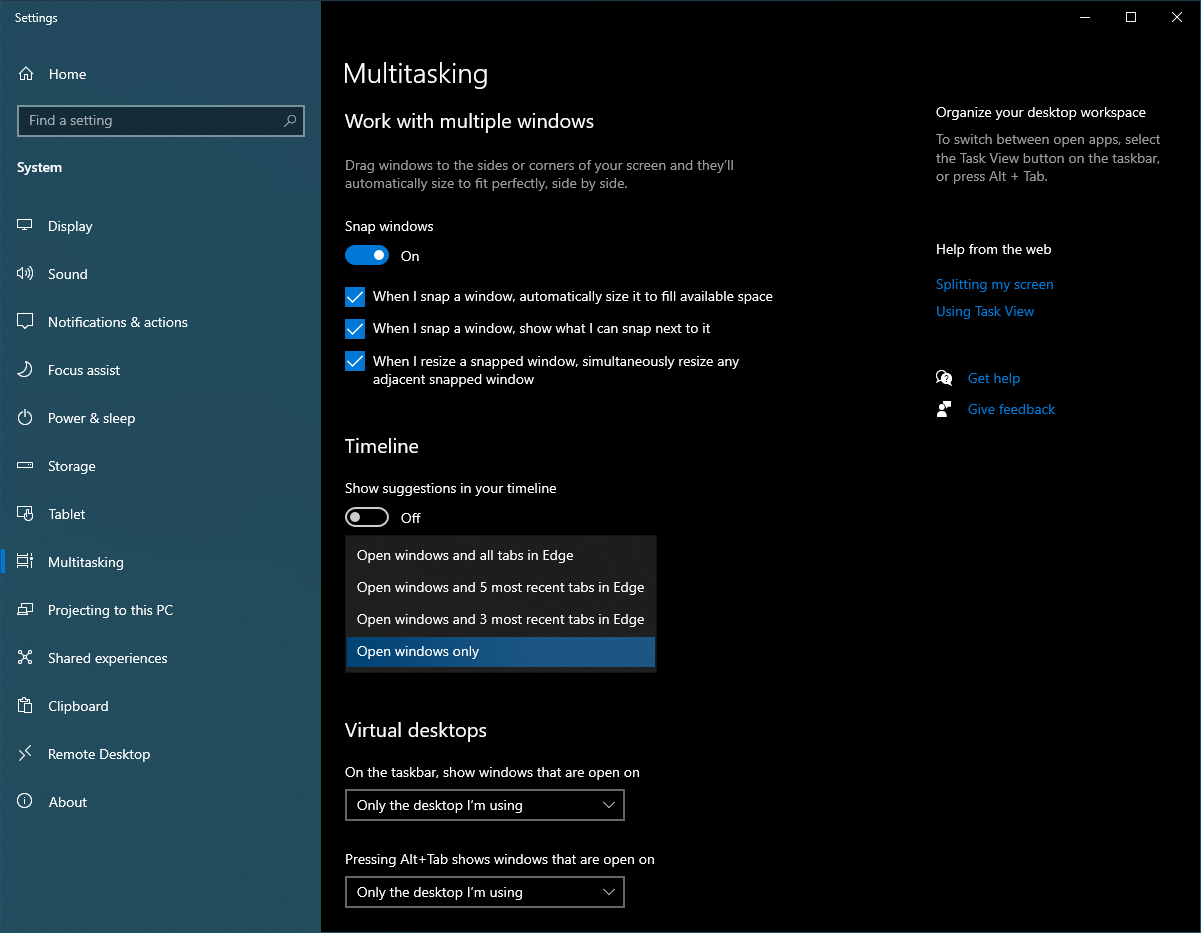 Settings
Home
Find a setting
System
Display
Sound
Notifications & actions
Focus assist
Power & sleep
Storage
Tablet
Multitasking
Projecting to this PC
Shared experiences
Clipboard
Remote Desktop
About
Multitasking
Work with multiple windows
Drag windows to the sides or corners of your screen and they'll
automatically size to fit perfectly, side by side.
Snap windows
On
When I snap a window, automatically size it to fill available space
When I snap a window, show what I can snap next to it
When I resize a snapped window, simultaneously resize any
adjacent snapped window
Timeline
Show suggestions in your timeline
Off
Open windows and all tabs in Edge
Open windows and 5 most recent tabs in Edge
Open windows and 3 most recent tabs in Edge
Open windows only
Virtual desktops
On the taskbar, show windows that are open on
Only the desktop I'm using
Pressing Alt+Tab shows windows that are open on
Only the desktop I'm using
Organize your desktop workspace
To switch between open apps, select
the Task View button on the taskbar,
or press Alt + Tab.
Help from the web
Splitting my screen
Using Task View
Get help
Give feedback